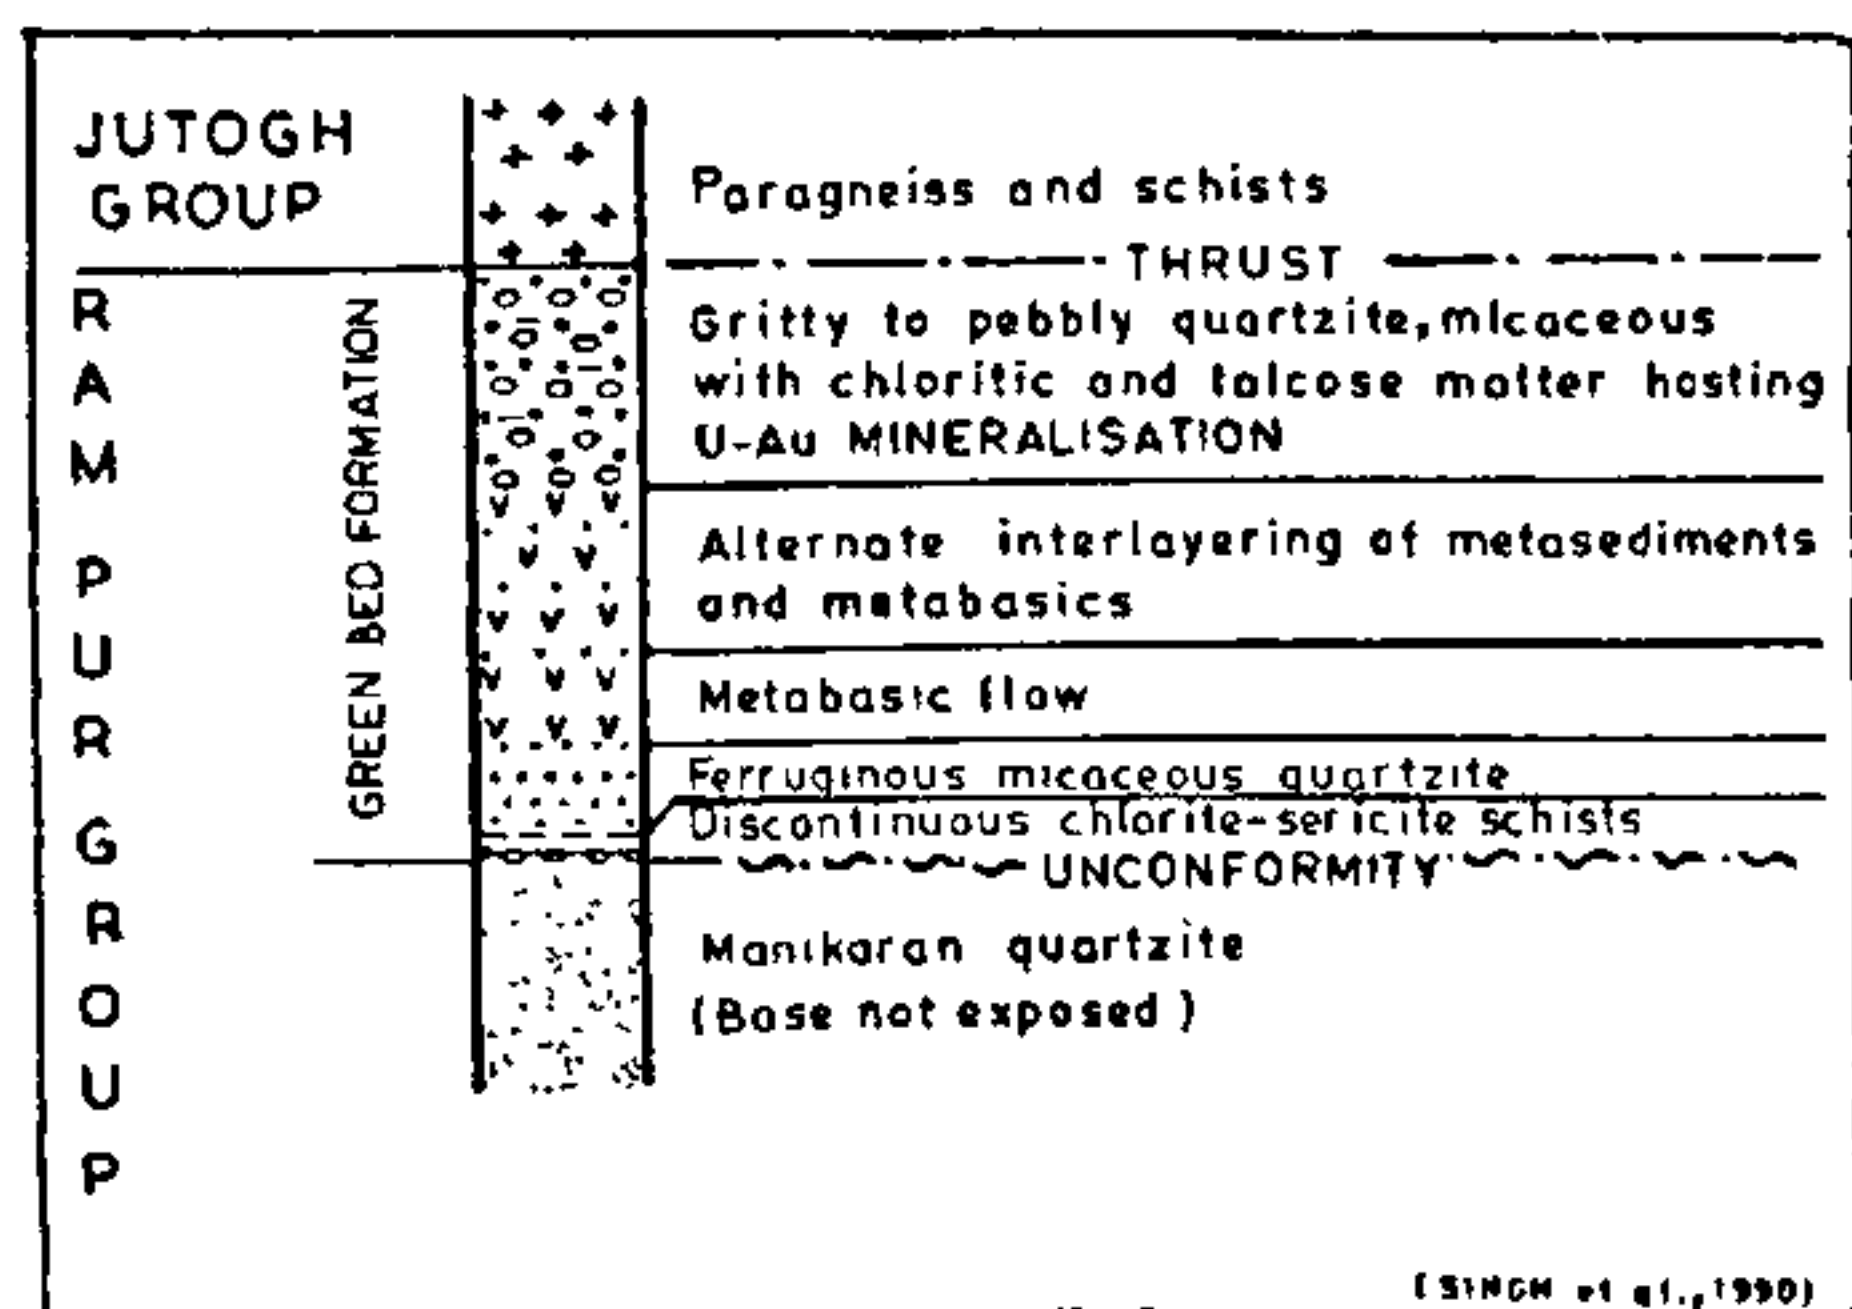 JUTOGH
GROUP
Paragneiss and schists
THRUST
RAMPUR GROUP
GREEN BED FORMATION
Gritty to pebbly quartzite, micaceous
with chloritic and talcose matter hosting
U-Au MINERALISATION
Alternate interlayering of metasediments
and metabasics
Metabasic flow
Ferruginous micaceous quartzite
Discontinuous chlorite-sericite schists
UNCONFORMITY
Manikaran quartzite
(Base not exposed)
(SINGH et al., 1990)